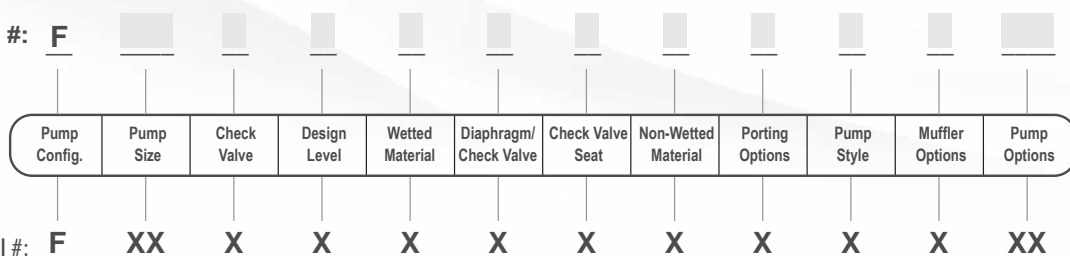 #: F
Pump Config. Pump Size Check Valve Design Level Wetted Material Diaphragm/ Check Valve Check Valve Seat Non-Wetted Material Porting Options Pump Style Muffler Options Pump Options
l #: F XX X X X X X X X X X XX